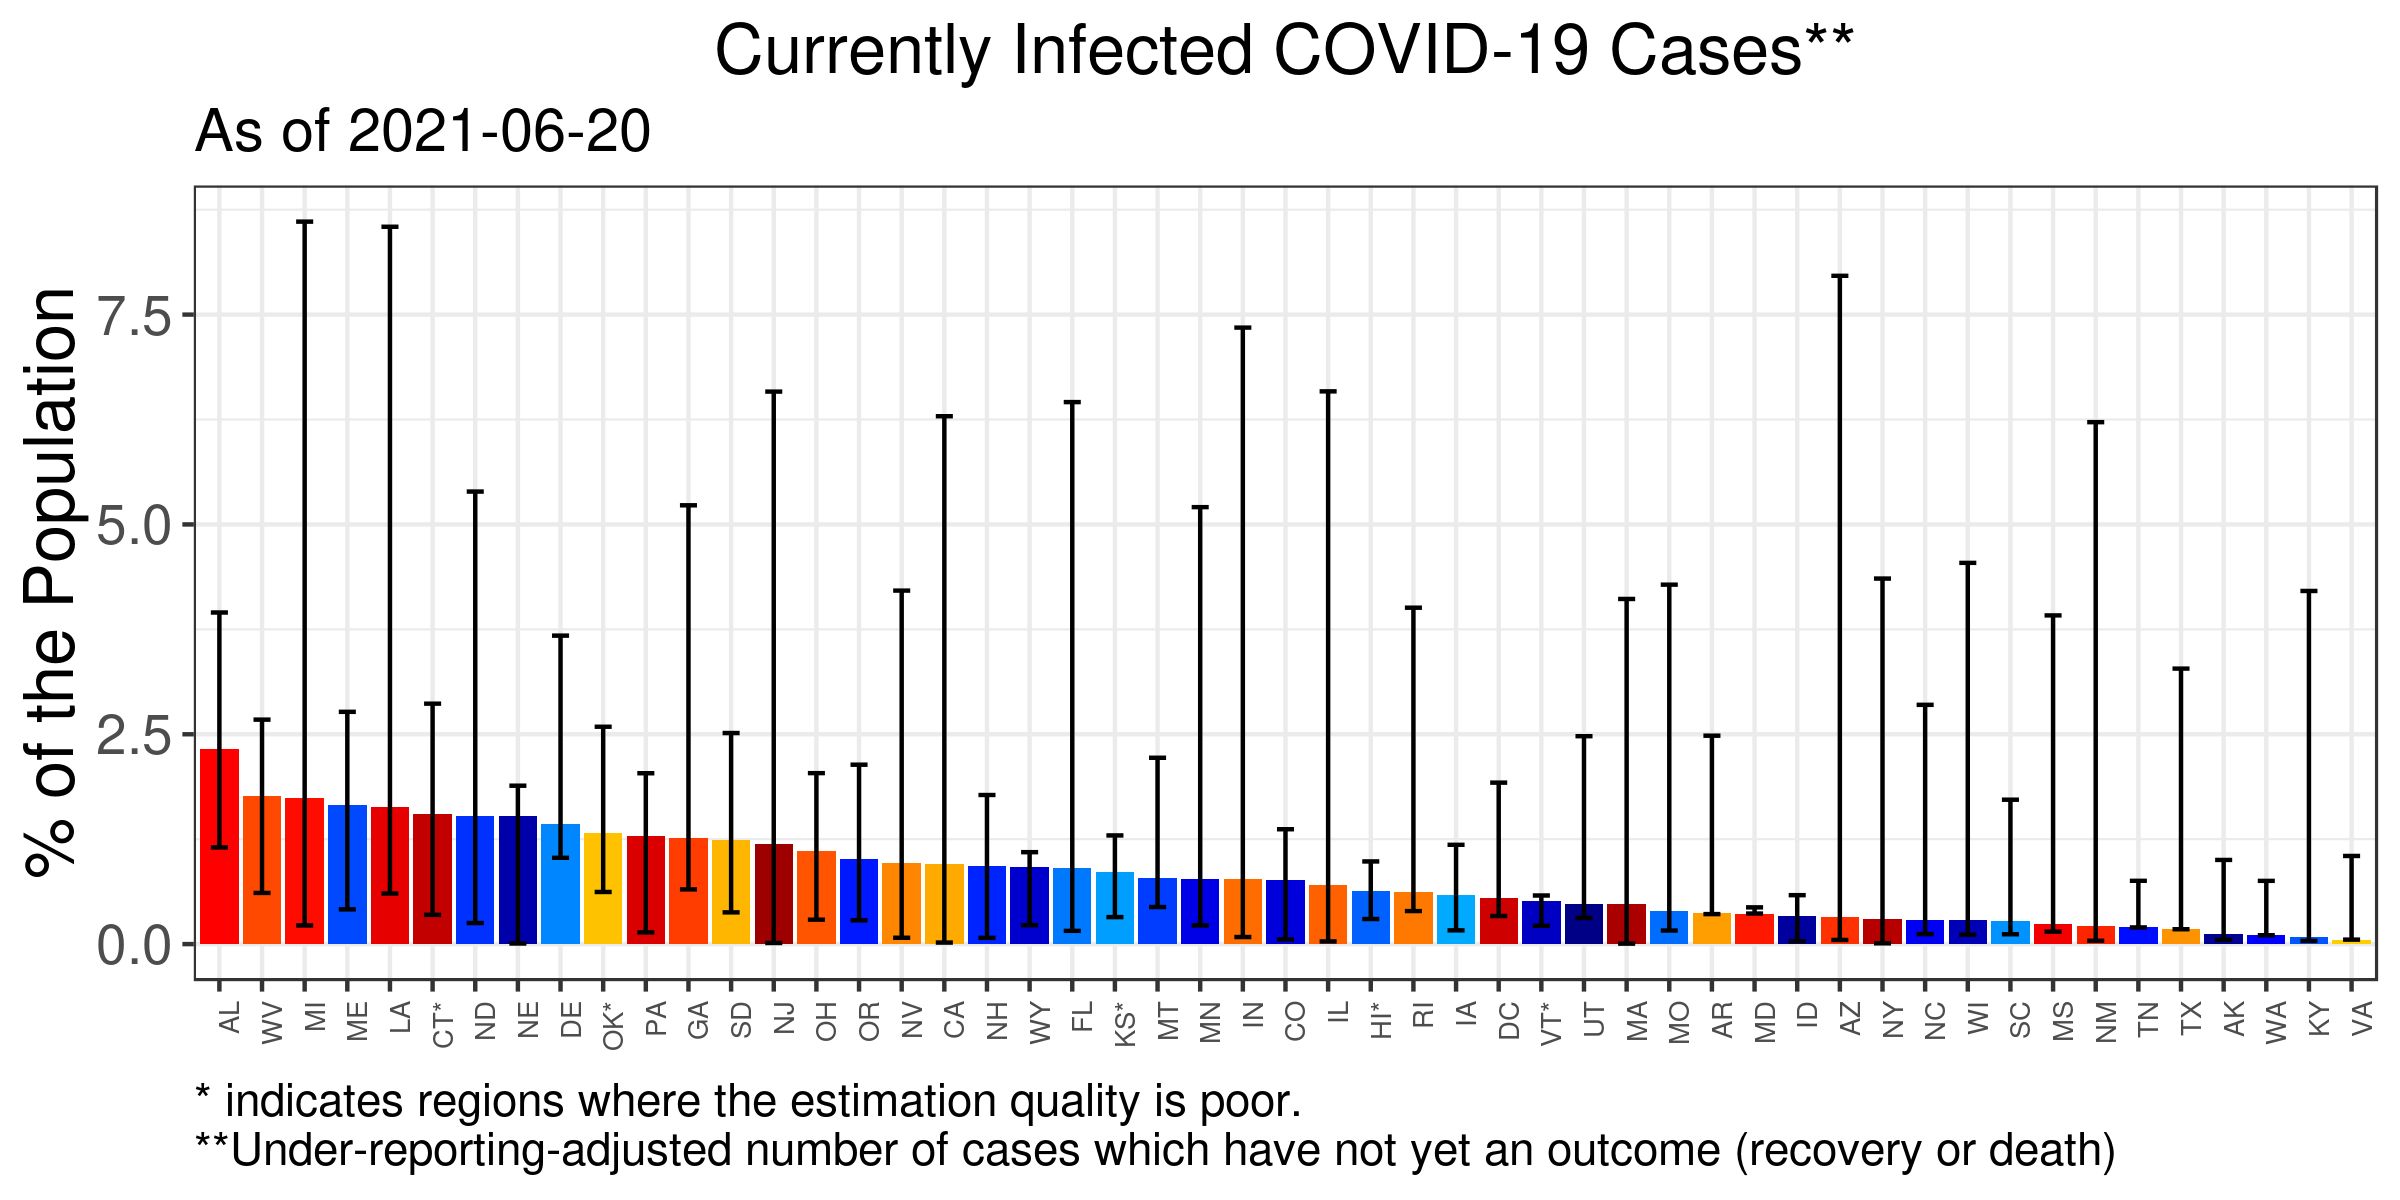 Currently Infected COVID-19 Cases**
As of 2021-06-20
% of the Population
7.5
5.0
2.5
0.0
AL WV MI ME LA CT* ND NE DE OK* PA GA SD NJ OH OR NV CA NH WY FL KS* MT MN IN CO IL HI* RI IA DC VT* UT MA MO AR MD ID AZ NY NC WI SC MS NM TN TX AK WA KY VA
* indicates regions where the estimation quality is poor.
**Under-reporting-adjusted number of cases which have not yet an outcome (recovery or death)